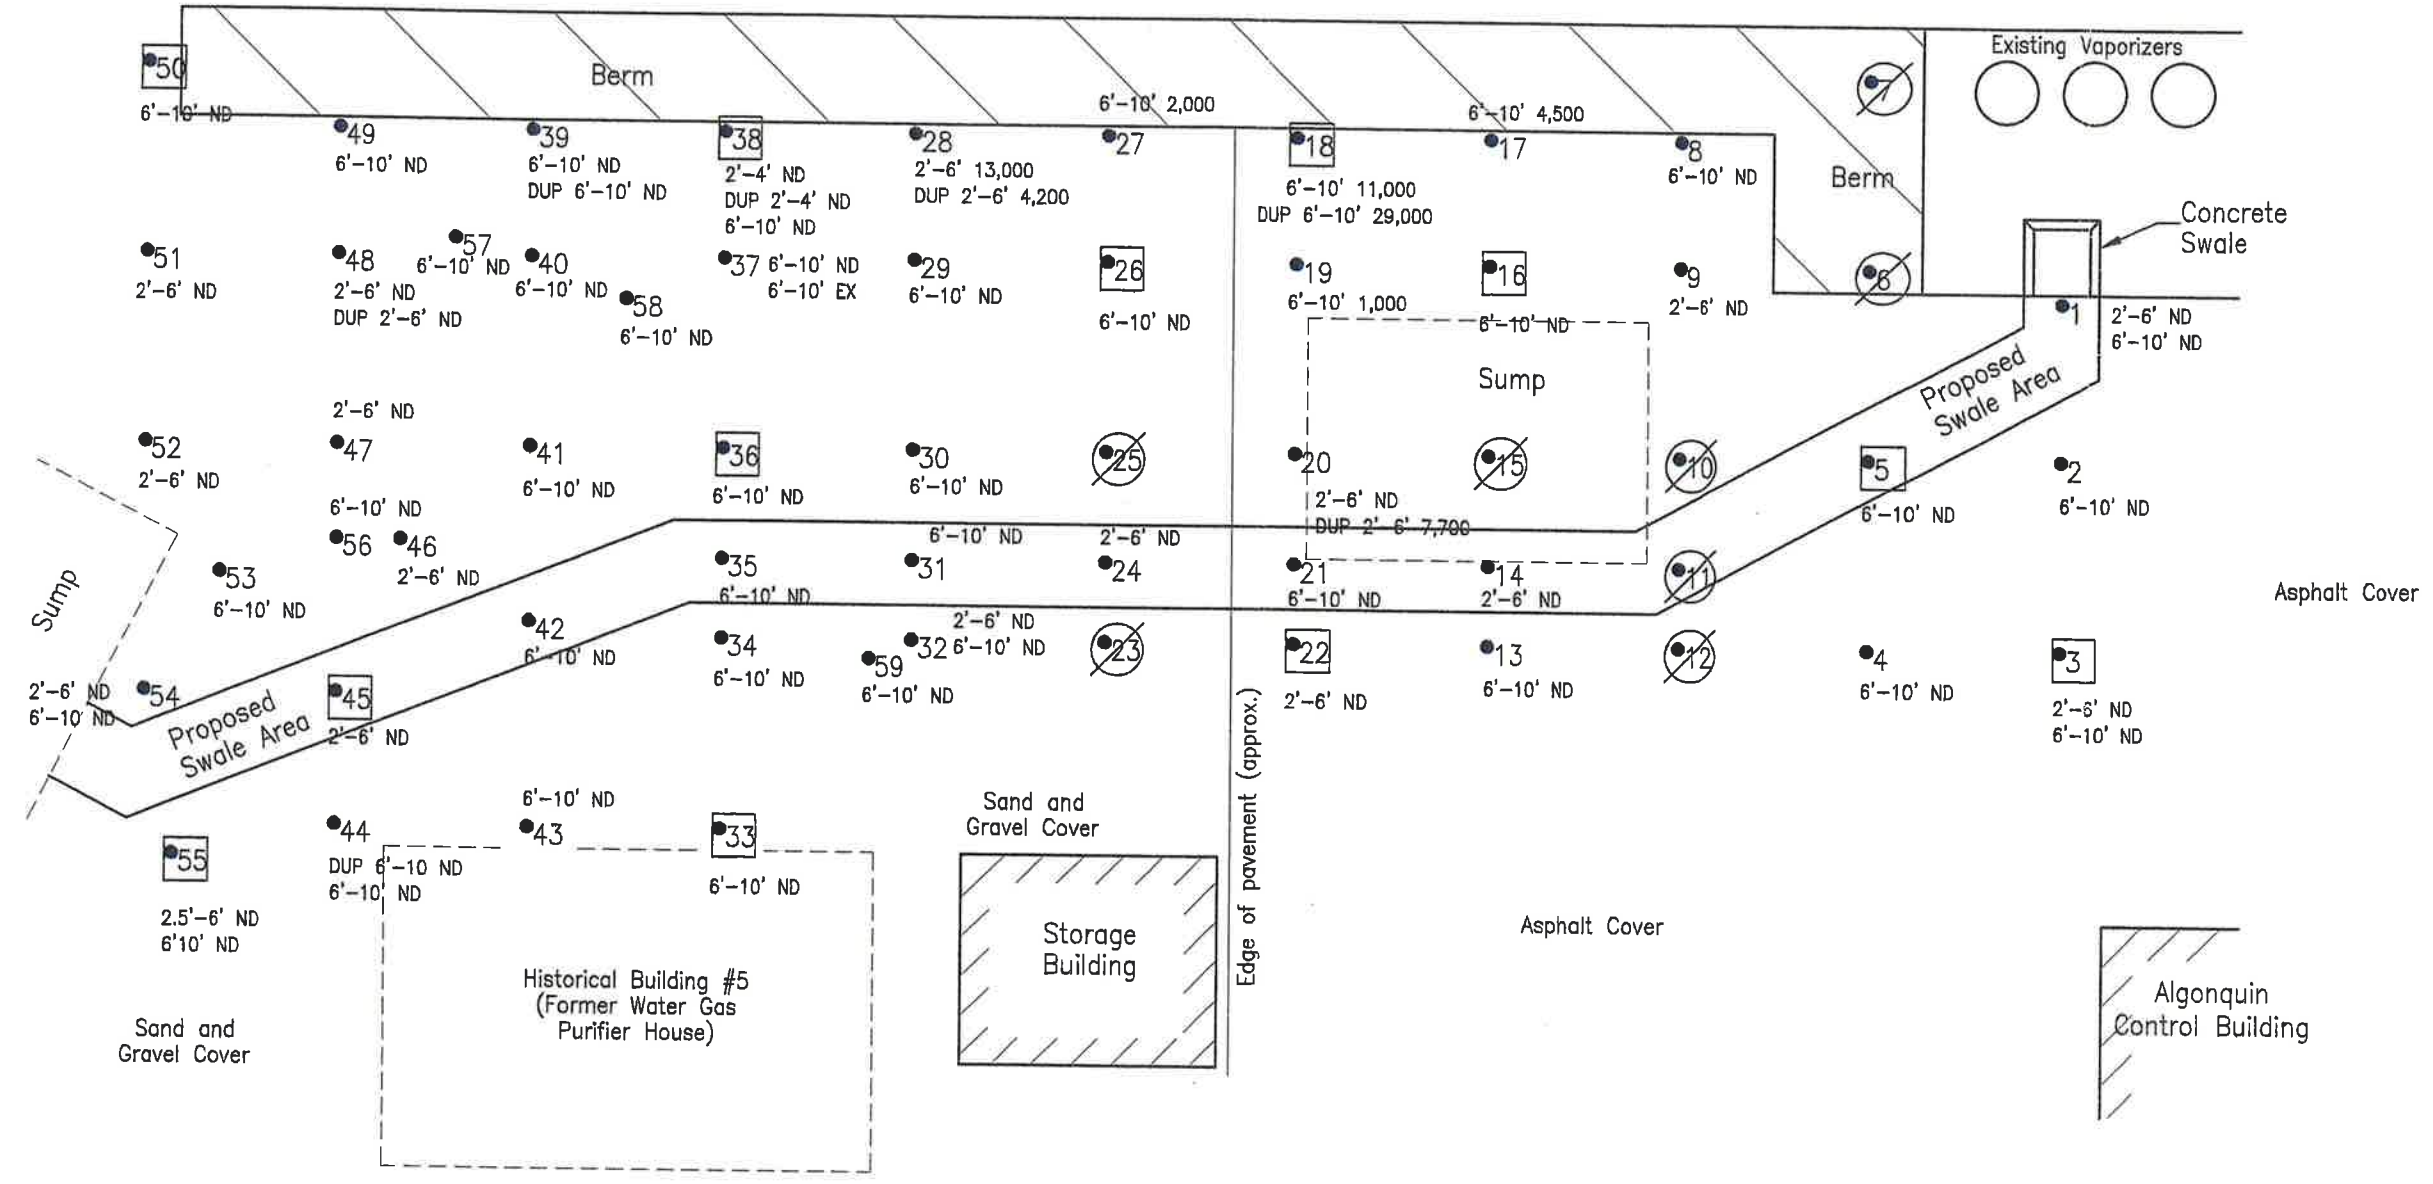 Existing Vaporizers
50
6'-10' ND
Berm
6'-10' 2,000
6'-10' 4,500
7
49
6'-10' ND
39
6'-10' ND
DUP 6'-10' ND
38
2'-4' ND
DUP 2'-4' ND
6'-10' ND
28
2'-6' 13,000
DUP 2'-6' 4,200
27
18
6'-10' 11,000
DUP 6'-10' 29,000
17
8
6'-10' ND
Berm
Concrete
Swale
51
2'-6' ND
48
2'-6' ND
DUP 2'-6' ND
57
6'-10' ND
40
6'-10' ND
58
6'-10' ND
37 6'-10' ND
6'-10' EX
29
6'-10' ND
26
6'-10' ND
19
6'-10' 1,000
16
6'-10' ND
9
2'-6' ND
6
1
2'-6' ND
6'-10' ND
Sump
Proposed
Swale Area
52
2'-6' ND
2'-6' ND
47
41
6'-10' ND
36
6'-10' ND
30
6'-10' ND
25
20
2'-6' ND
DUP 2'-6' 7,700
15
10
5
6'-10' ND
2
6'-10' ND
6'-10' ND
56
46
2'-6' ND
53
6'-10' ND
Sump
35
6'-10' ND
6'-10' ND
31
2'-6' ND
24
21
6'-10' ND
14
2'-6' ND
11
Asphalt Cover
42
6'-10' ND
34
6'-10' ND
59
6'-10' ND
2'-6' ND
32 6'-10' ND
23
22
2'-6' ND
13
6'-10' ND
12
4
6'-10' ND
3
2'-6' ND
6'-10' ND
2'-6' ND
6'-10' ND
54
45
2'-6' ND
Proposed
Swale Area
Edge of pavement (approx.)
55
2.5'-6' ND
6'10' ND
44
DUP 6'-10 ND
6'-10' ND
6'-10' ND
43
33
6'-10' ND
Sand and
Gravel Cover
Storage
Building
Asphalt Cover
Historical Building #5
(Former Water Gas
Purifier House)
Sand and
Gravel Cover
Algonquin
Control Building